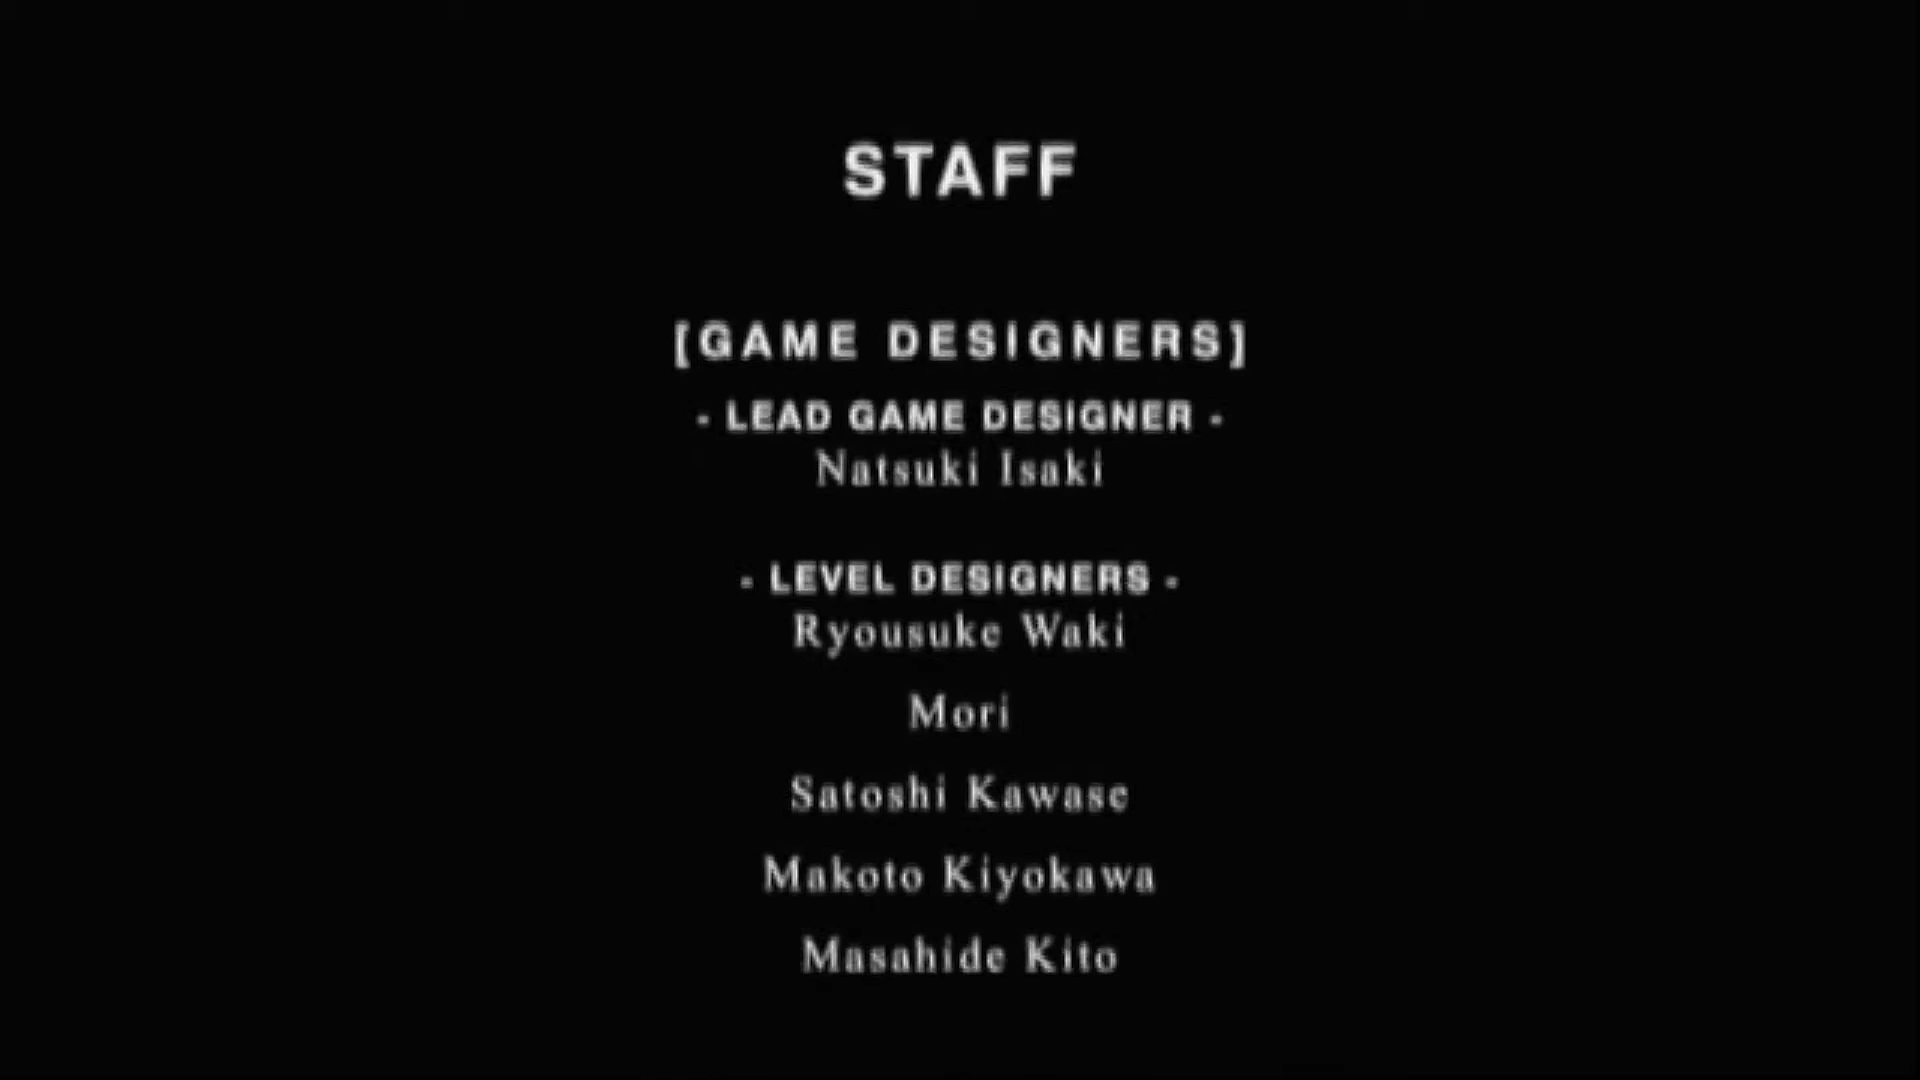 STAFF
[GAME DESIGNERS]
- LEAD GAME DESIGNER -
Natsuki Isaki
- LEVEL DESIGNERS -
Ryousuke Waki
Mori
Satoshi Kawase
Makoto Kiyokawa
Masahide Kito